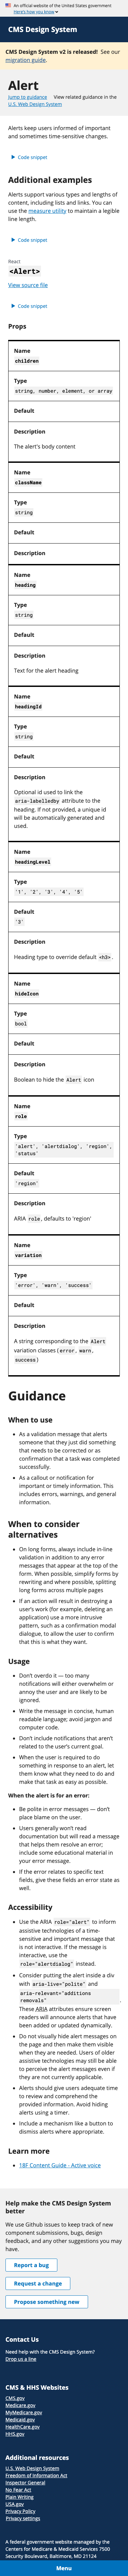 An official website of the United States government
Here's how you know
CMS Design System
CMS Design System v2 is released! See our
migration guide.
Alert
Jump to guidance View related guidance in the
U.S. Web Design System
Alerts keep users informed of important
and sometimes time-sensitive changes.
Code snippet
Additional examples
Alerts support various types and lengths of
of content, including lists and links. You
can use the measure utility to maintain a legible
line length.
Code snippet
React
<Alert>
View source file
Code snippet
Props
Name
children
Type
string, number, element, or array
Default
Description
The alert's body content
Name
className
Type
string
Default
Description
Name
heading
Type
string
Default
Description
Text for the alert heading
Name
headingId
Type
string
Default
Description
Optional id used to link the
aria-labelledby attribute to the
heading. If not provided, a unique id
will be automatically generated and
used.
Name
headingLevel
Type
'1', '2', '3', '4', '5'
Default
'3'
Description
Heading type to override default <h3>.
Name
hideIcon
Type
bool
Default
Description
Boolean to hide the Alert icon
Name
role
Type
'alert', 'alertdialog', 'region',
'status'
Default
'region'
Description
ARIA role, defaults to 'region'
Name
variation
Type
'error', 'warn', 'success'
Default
Description
A string corresponding to the Alert
variation classes (error, warn,
success)
Guidance
When to use
As a validation message that alerts
someone that they just did something
that needs to be corrected or as
confirmation that a task was completed
successfully.
As a callout or notification for
important or timely information. This
may be errors, warnings, and general
information.
When to consider
alternatives
On long forms, always include in-line
validation in addition to any error
messages that appear at the top of the
form. Wherever possible, simplify
complex forms by writing effective form
labels and where possible, splitting up
long forms across multiple pages
If an action will result in destroying a
user's work (for example, deleting an
application) use a more intrusive
pattern, such as a confirmation modal
dialogue, to allow the user to confirm
that this is what they want.
Usage
Don't overdo it — too many
notifications will either overwhelm or
annoy the user and are likely to be
ignored.
Write the message in concise, human
readable language; avoid jargon and
computer code.
Don't include notifications that aren't
related to the user's current goal.
When the user is required to do
something in response to an alert, let
them know what they need to do and
make that task as easy as possible.
When the alert is for an error:
Be polite in error messages — don't
place blame on the user.
Users generally won't read
documentation but will read a message
that helps them resolve an error;
include some educational material in
your error message.
If the error relates to specific text
fields, give these fields an error state as
well.
Accessibility
Use the ARIA role="alert" to inform
assistive technologies of a
time-sensitive and important message
that is not interactive. If the message is
interactive, use the
role="alertdialog" instead.
Consider putting the alert inside a div
with aria-live="polite" and
aria-relevant="additions
removals".
These ARIA attributes ensure screen
readers will announce when alerts have
been added or updated dynamically.
Do not visually hide alert messages on
the page and then make them visible
when they are needed. Users of older
assistive technologies may still be able
to perceive the alert messages even if
they are not currently applicable.
Alerts should give users adequate time
to respond. Avoid including expiring
alerts or timers.
Include a mechanism like a button to
dismiss alerts, where appropriate.
Learn more
18F Content Guide - Active voice
Help make the CMS Design System
better
We use Github issues to keep track of new
component submissions, bugs, design
feedback, and any other suggestions you may
have.
Report a bug
Request a change
Propose something new
Contact Us
Need help with the CMS Design System?
Drop us a line
CMS & HHS Websites
CMS.gov
Medicare.gov
MyMedicare.gov
Medicaid.gov
HealthCare.gov
HHS.gov
Additional resources
U.S. Web Design System
Freedom of Information Act
Inspector General
No Fear Act
Plain Writing
USA.gov
Privacy Policy
Privacy settings
A federal government website managed by the
Centers for Medicare & Medicaid Services 7500
Security Boulevard, Baltimore, MD 21244
Menu